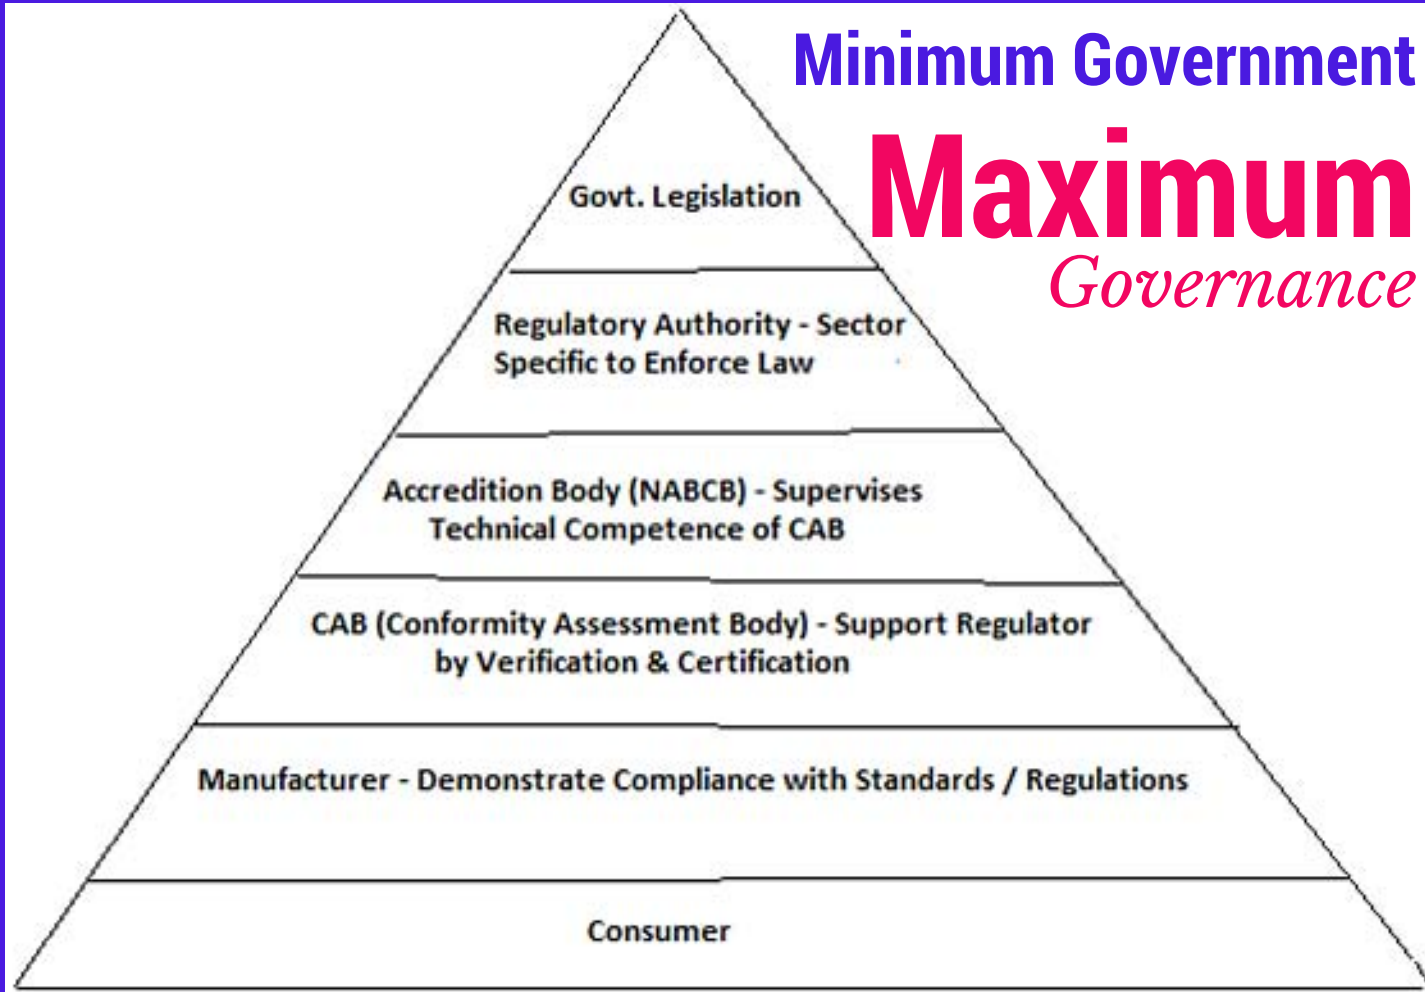 Minimum Government
Maximum
Governance
Govt. Legislation
Regulatory Authority - Sector
Specific to Enforce Law
Accredition Body (NABCB) - Supervises
Technical Competence of CAB
CAB (Conformity Assessment Body) - Support Regulator
by Verification & Certification
Manufacturer - Demonstrate Compliance with Standards / Regulations
Consumer